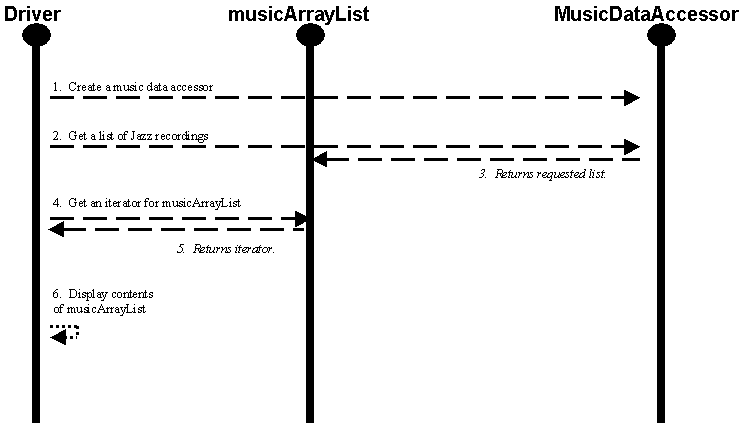 Driver
musicArrayList
MusicDataAccessor
1. Create a music data accessor
2. Get a list of Jazz recordings
3. Returns requested list.
4. Get an iterator for musicArrayList
5. Returns iterator.
6. Display contents
of musicArrayList